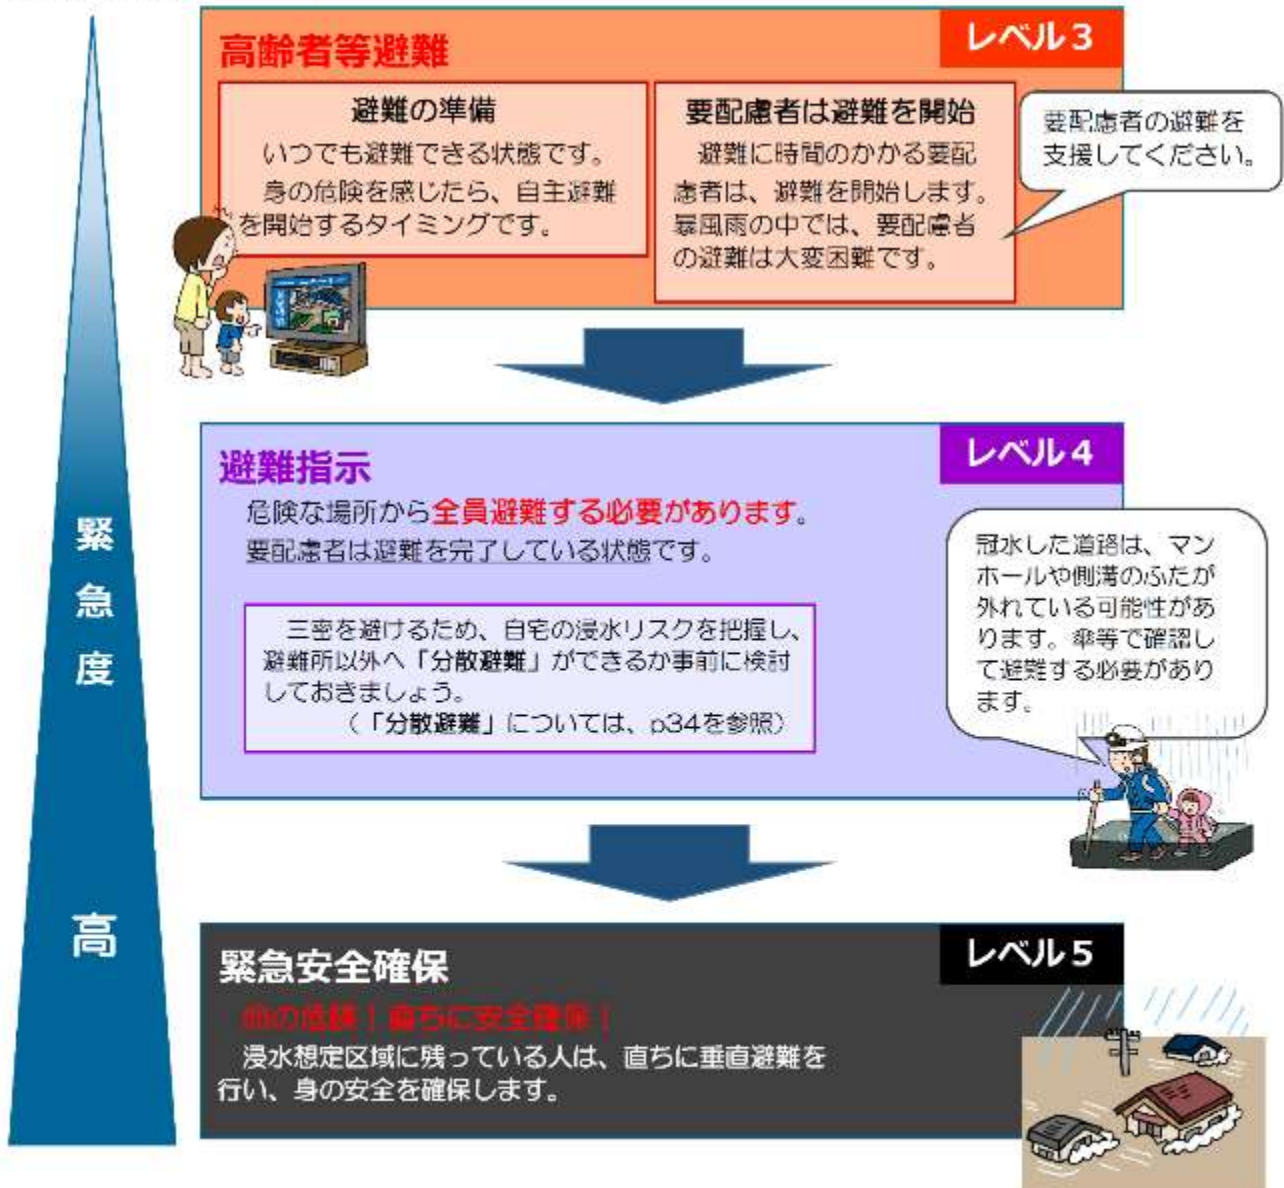 高齢者等避難
レベル3
避難の準備
いつでも避難できる状態です。
身の危険を感じたら、自主避難
を開始するタイミングです。
要配慮者は避難を開始
避難に時間のかかる要配
慮者は、避難を開始します。
暴風雨の中では、要配慮者
の避難は大変困難です。
要配慮者の避難を
支援してください。
避難指示
レベル4
危険な場所から全員避難する必要があります。
要配慮者は避難を完了している状態です。
三密を避けるため、自宅の浸水リスクを把握し、
避難所以外へ「分散避難」ができるか事前に検討
しておきましょう。
（「分散避難」については、p34を参照）
冠水した道路は、マン
ホールや側溝のふたが
外れている可能性があ
ります。傘等で確認し
て避難する必要があり
ます。
緊急安全確保
レベル5
命の危険！直ちに安全確保！
浸水想定区域に残っている人は、直ちに垂直避難を
行い、身の安全を確保します。
緊急度
高